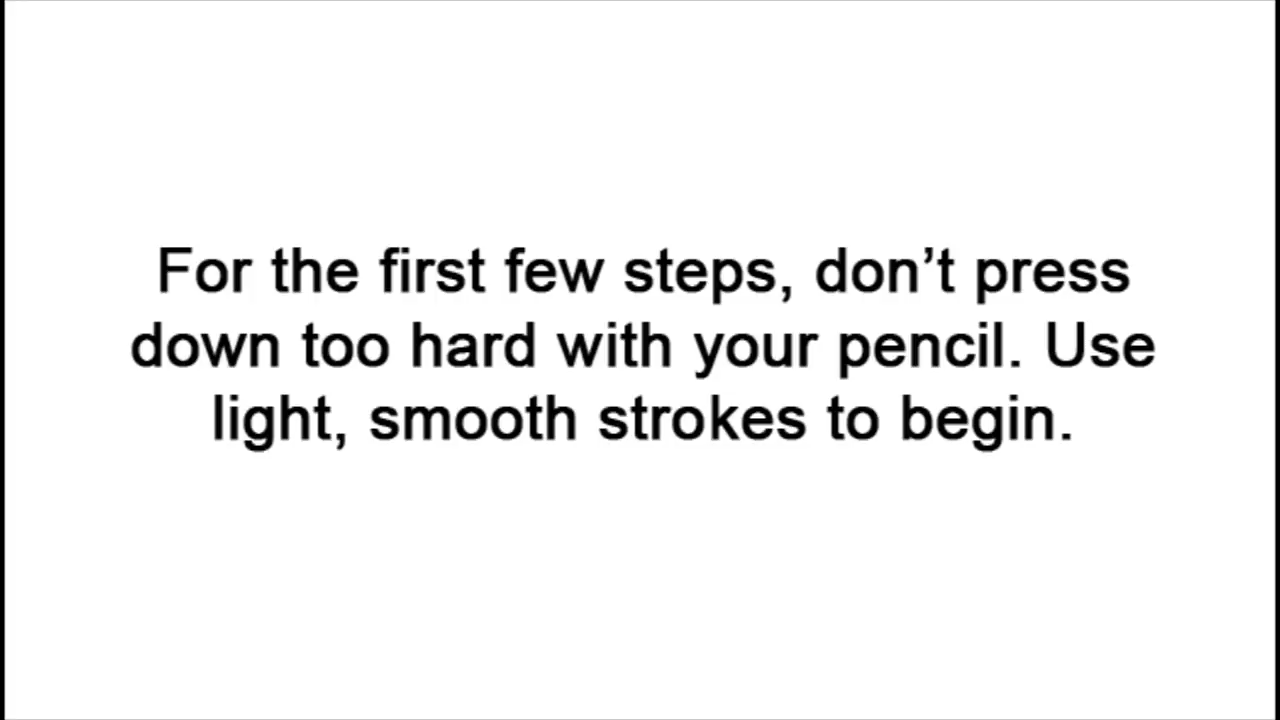 For the first few steps, don’t press
down too hard with your pencil. Use
light, smooth strokes to begin.